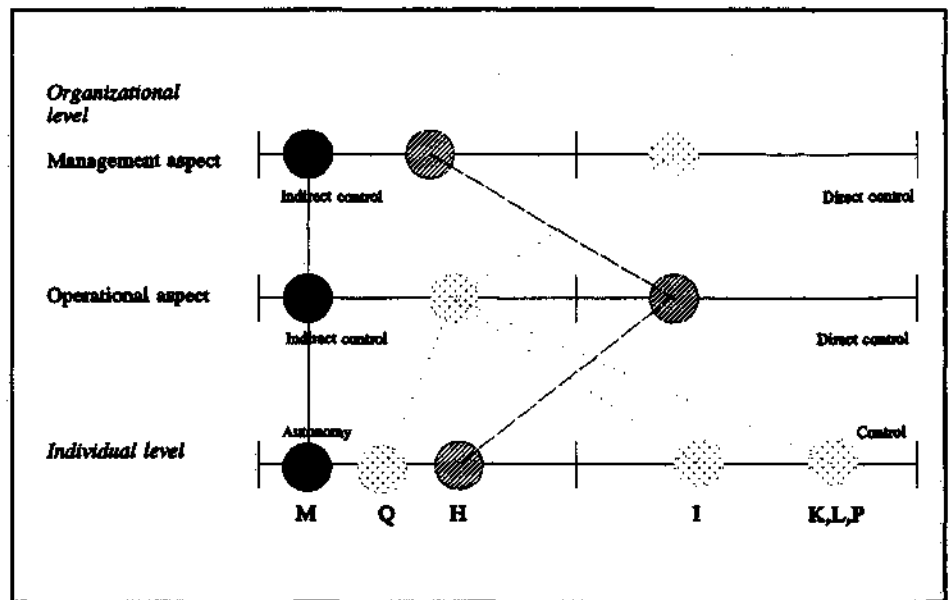 Organizational
level
Management aspect
Indirect control
Direct control
Operational aspect
Indirect control
Direct control
Autonomy
Control
Individual level
M Q H I K,L,P